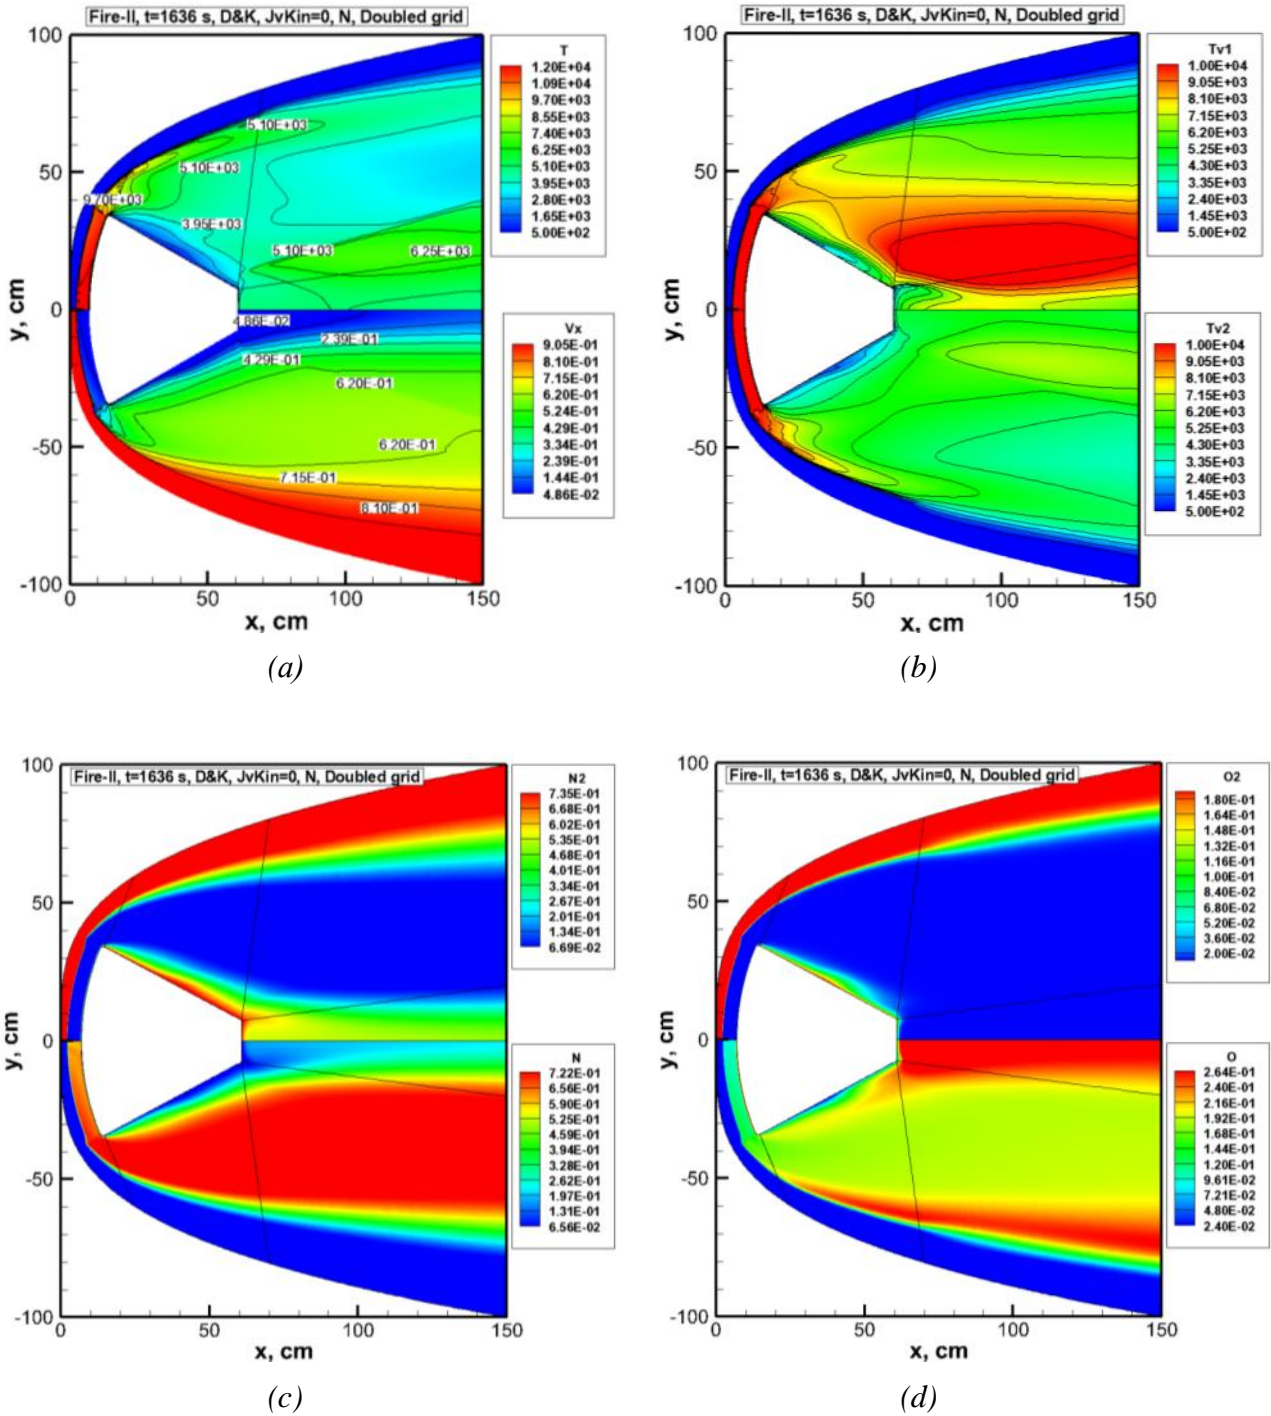 Fire-II, t=1636 s, D&K, JvKin=0, N, Doubled grid
100
50
0
-50
-100
y, cm
0
50
100
150
x, cm
9.70E+03
5.10E+03
5.10E+03
3.95E+03
5.10E+03
6.25E+03
4.86E-02
2.39E-01
4.29E-01
6.20E-01
6.20E-01
7.15E-01
8.10E-01
T
1.20E+04
1.09E+04
9.70E+03
8.55E+03
7.40E+03
6.25E+03
5.10E+03
3.95E+03
2.80E+03
1.65E+03
5.00E+02
Vx
9.05E-01
8.10E-01
7.15E-01
6.20E-01
5.24E-01
4.29E-01
3.34E-01
2.39E-01
1.44E-01
4.86E-02
(a)
Fire-II, t=1636 s, D&K, JvKin=0, N, Doubled grid
100
50
0
-50
-100
y, cm
0
50
100
150
x, cm
Tv1
1.00E+04
9.05E+03
8.10E+03
7.15E+03
6.20E+03
5.25E+03
4.30E+03
3.35E+03
2.40E+03
1.45E+03
5.00E+02
Tv2
1.00E+04
9.05E+03
8.10E+03
7.15E+03
6.20E+03
5.25E+03
4.30E+03
3.35E+03
2.40E+03
1.45E+03
5.00E+02
(b)
Fire-II, t=1636 s, D&K, JvKin=0, N, Doubled grid
100
50
0
-50
-100
y, cm
0
50
100
150
x, cm
N2
7.35E-01
6.68E-01
6.02E-01
5.35E-01
4.68E-01
4.01E-01
3.34E-01
2.67E-01
2.01E-01
1.34E-01
6.69E-02
N
7.22E-01
6.56E-01
5.90E-01
5.25E-01
4.59E-01
3.94E-01
3.28E-01
2.62E-01
1.97E-01
1.31E-01
6.56E-02
(c)
Fire-II, t=1636 s, D&K, JvKin=0, N, Doubled grid
100
50
0
-50
-100
y, cm
0
50
100
150
x, cm
O2
1.80E-01
1.64E-01
1.48E-01
1.32E-01
1.16E-01
1.00E-01
8.40E-02
6.80E-02
5.20E-02
3.60E-02
2.00E-02
O
2.64E-01
2.40E-01
2.16E-01
1.92E-01
1.68E-01
1.44E-01
1.20E-01
9.61E-02
7.21E-02
4.80E-02
2.40E-02
(d)